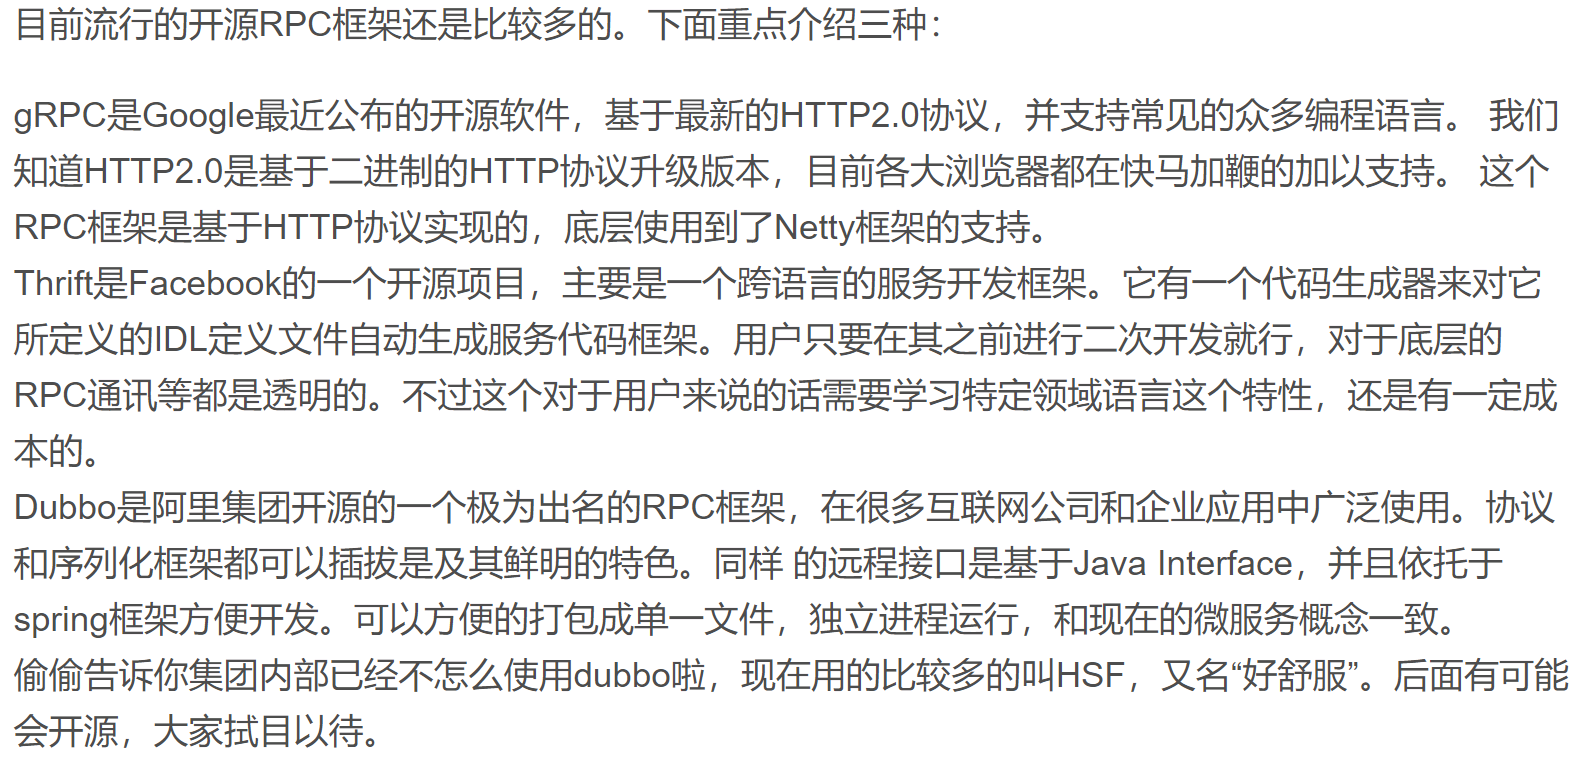 目前流行的开源RPC框架还是比较多的。下面重点介绍三种：
gRPC是Google最近公布的开源软件，基于最新的HTTP2.0协议，并支持常见的众多编程语言。 我们
知道HTTP2.0是基于二进制的HTTP协议升级版本，目前各大浏览器都在快马加鞭的加以支持。 这个
RPC框架是基于HTTP协议实现的，底层使用到了Netty框架的支持。
Thrift是Facebook的一个开源项目，主要是一个跨语言的服务开发框架。它有一个代码生成器来对它
所定义的IDL定义文件自动生成服务代码框架。用户只要在其之前进行二次开发就行，对于底层的
RPC通讯等都是透明的。不过这个对于用户来说的话需要学习特定领域语言这个特性，还是有一定成
本的。
Dubbo是阿里集团开源的一个极为出名的RPC框架，在很多互联网公司和企业应用中广泛使用。协议
和序列化框架都可以插拔是及其鲜明的特色。同样 的远程接口是基于Java Interface，并且依托于
spring框架方便开发。可以方便的打包成单一文件，独立进程运行，和现在的微服务概念一致。
偷偷告诉你集团内部已经不怎么使用dubbo啦，现在用的比较多的叫HSF，又名“好舒服”。后面有可能
会开源，大家拭目以待。